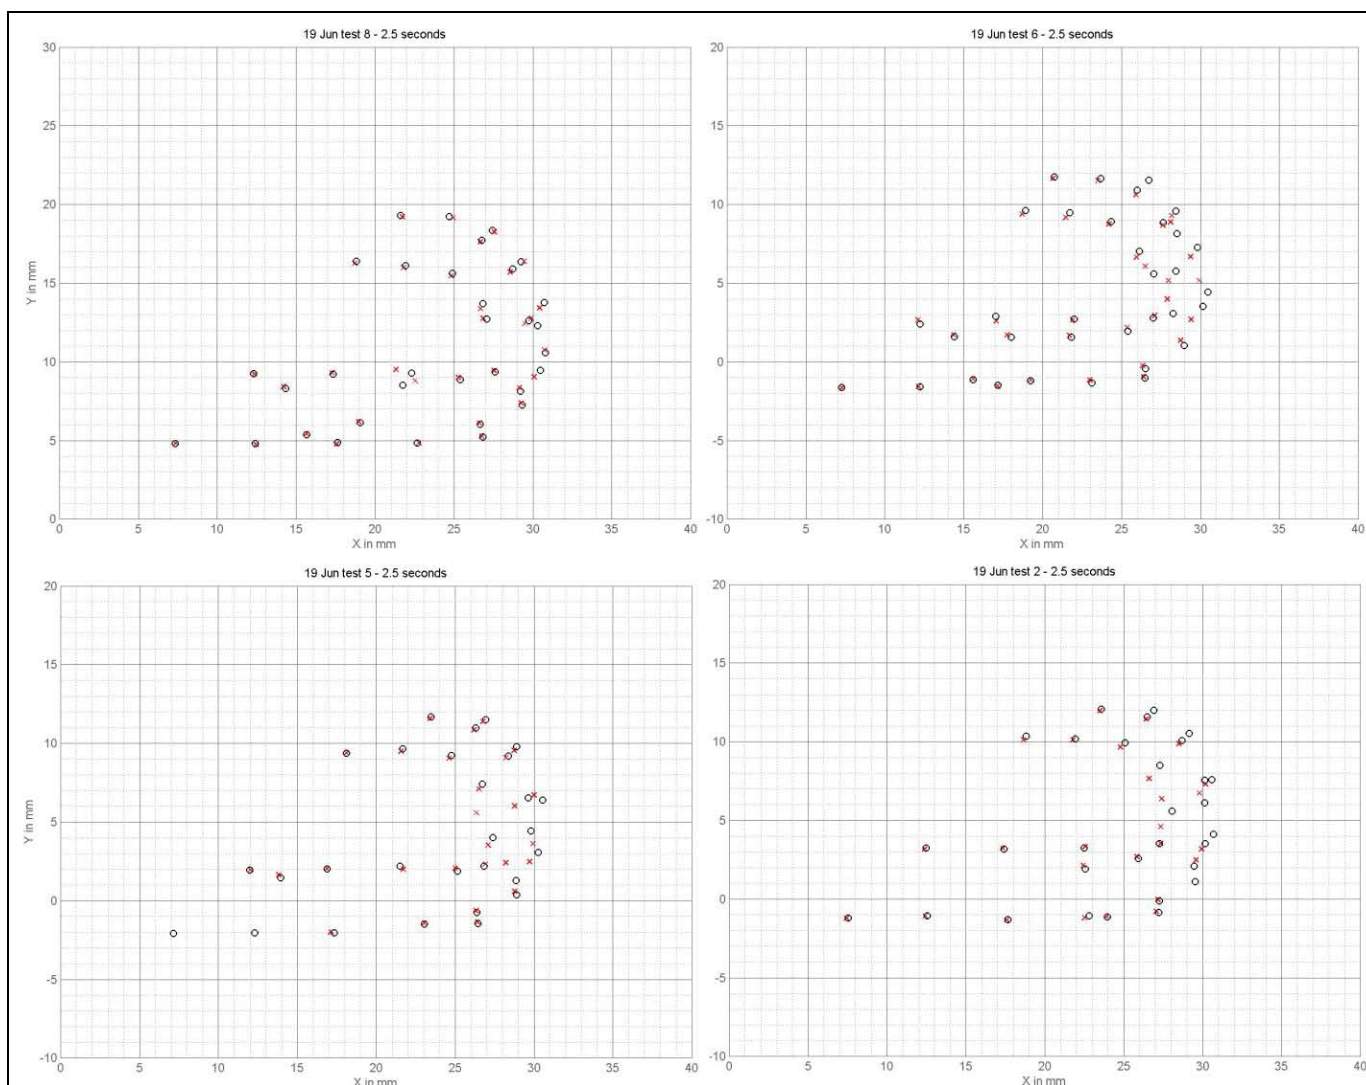 19 Jun test 8 - 2.5 seconds
30
25
20
15
10
5
0
Y in mm
0 5 10 15 20 25 30 35 40
X in mm
19 Jun test 6 - 2.5 seconds
20
15
10
5
0
-5
-10
0 5 10 15 20 25 30 35 40
X in mm
19 Jun test 5 - 2.5 seconds
20
15
10
5
0
-5
-10
Y in mm
0 5 10 15 20 25 30 35 40
X in mm
19 Jun test 2 - 2.5 seconds
20
15
10
5
0
-5
-10
0 5 10 15 20 25 30 35 40
X in mm